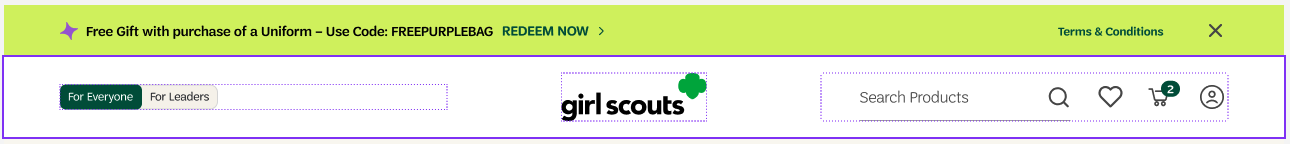 Free Gift with purchase of a Uniform – Use Code: FREEPURPLEBAG REDEEM NOW
Terms & Conditions
For Everyone
For Leaders
girl scouts
Search Products
2